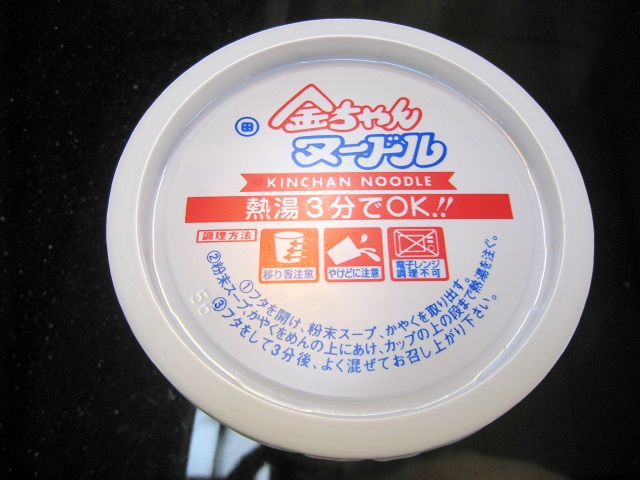 田
金ちゃん
ヌードル
KINCHAN NOODLE
熱湯3分でOK!!
調理方法
移り香注意
やけどに注意
電子レンジ
調理不可
①フタを開け、粉末スープ、かやくを取り出す。
②粉末スープ、かやくをめんの上にあけ、カップの上の段まで熱湯を注ぐ。
③フタをして3分後、よく混ぜてお召し上がり下さい。